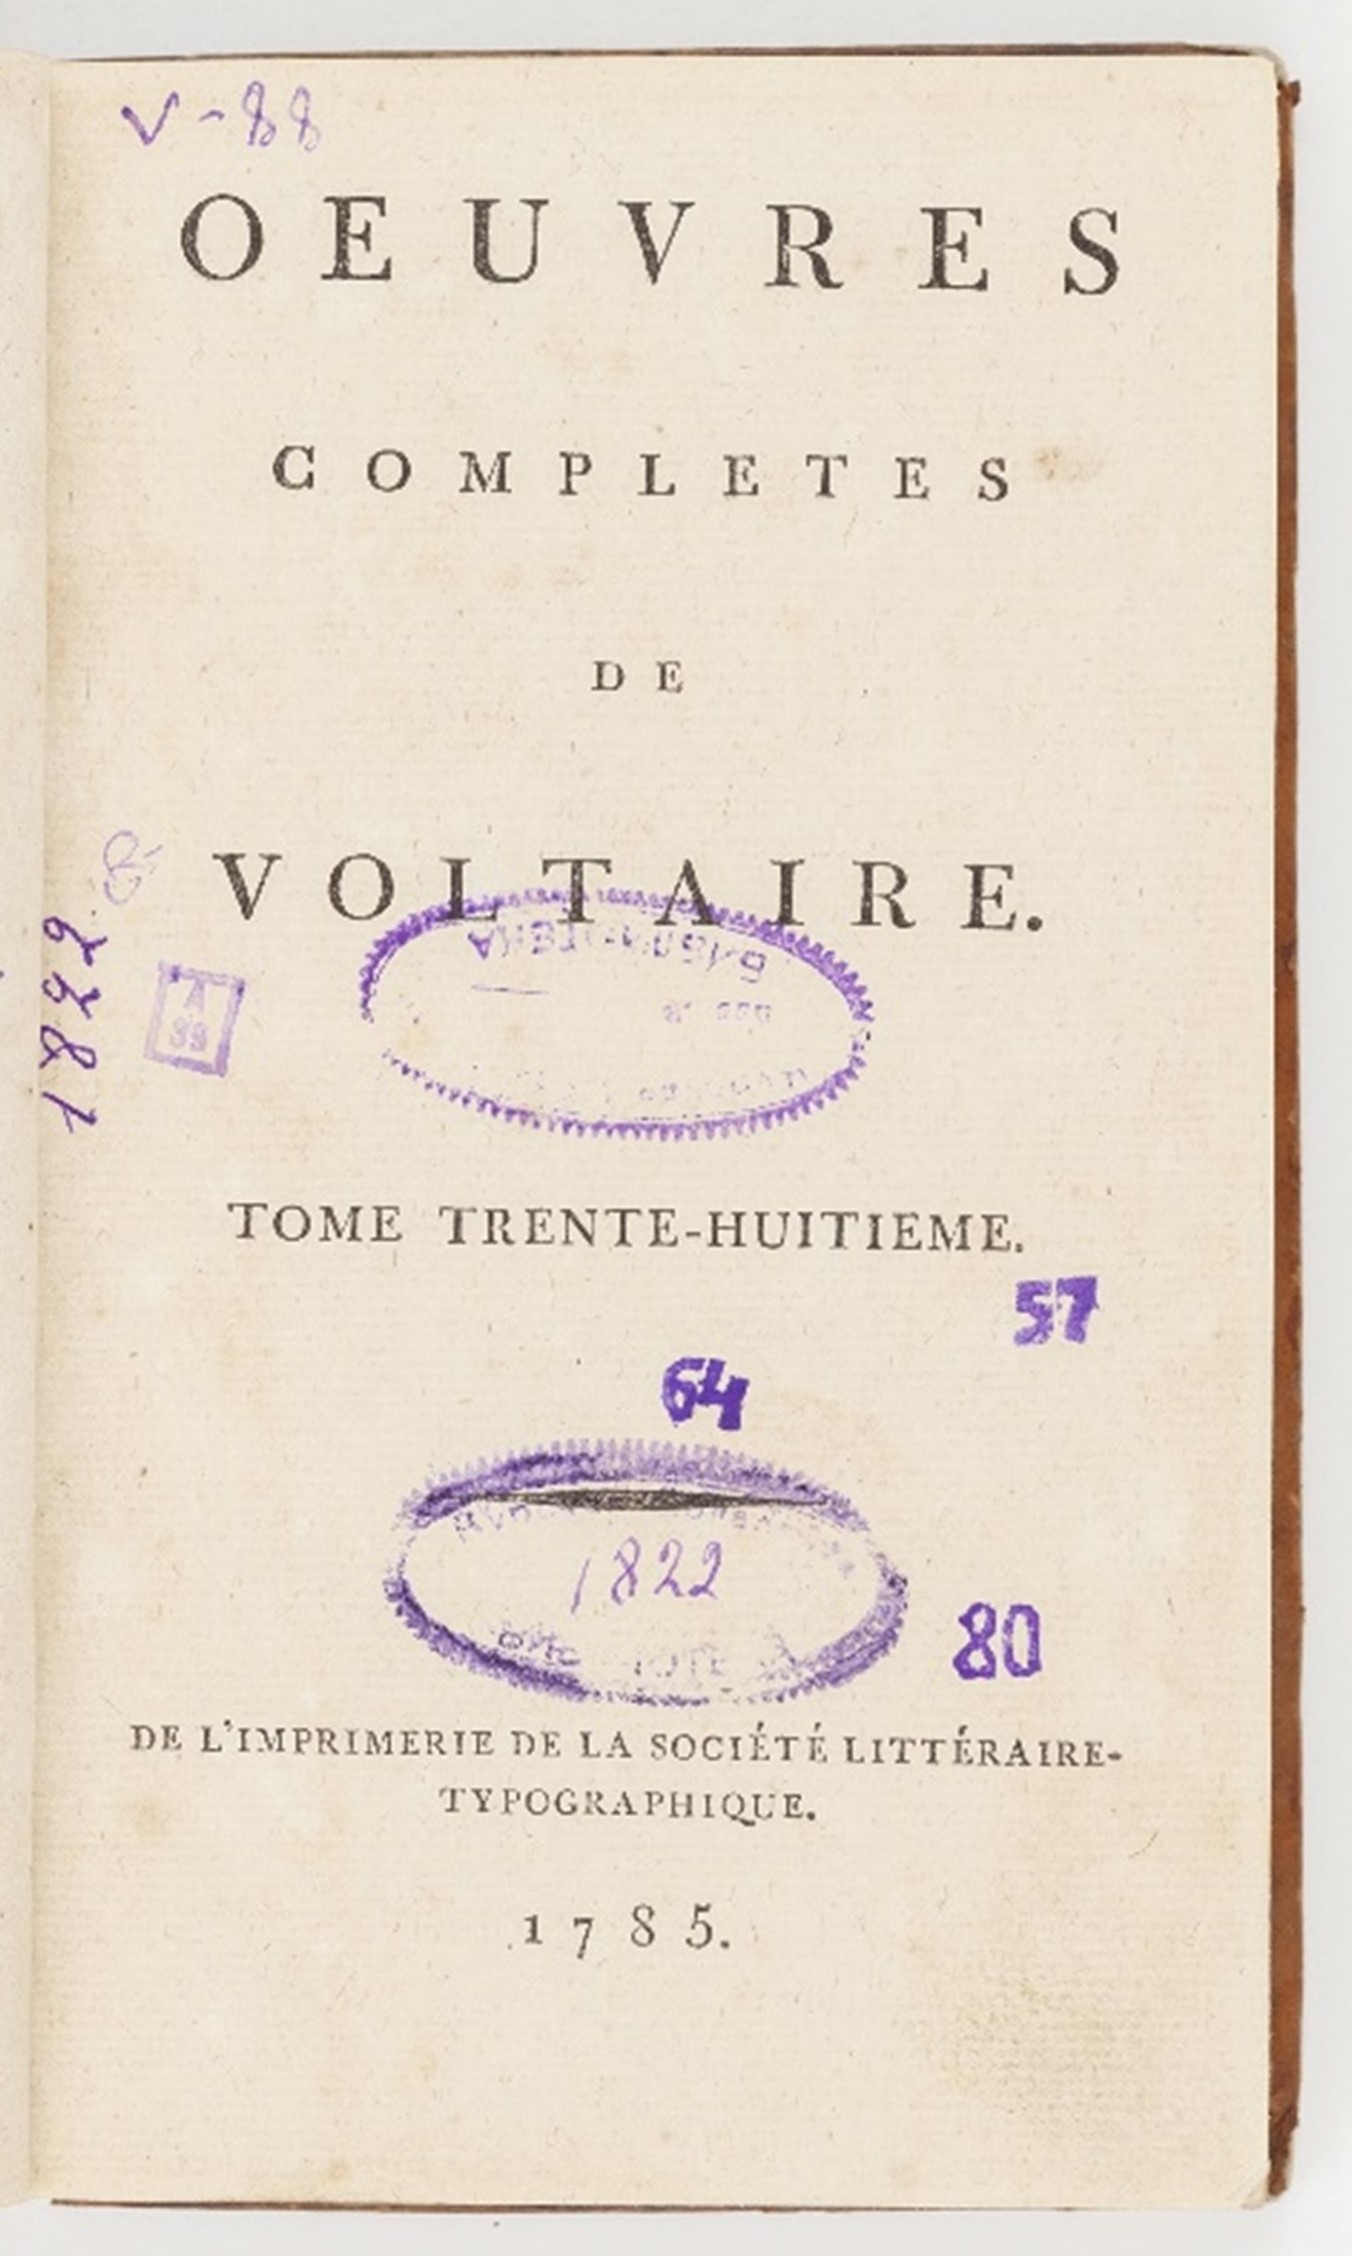 V-88
OEUVRES
COMPLETES
DE
VOLTAIRE.
1822
А
БИБЛИОТЕКА
TOME TRENTE-HUITIEME.
57
64
1822
80
DE L'IMPRIMERIE DE LA SOCIÉTÉ LITTÉRAIRE-
TYPOGRAPHIQUE.
1785.